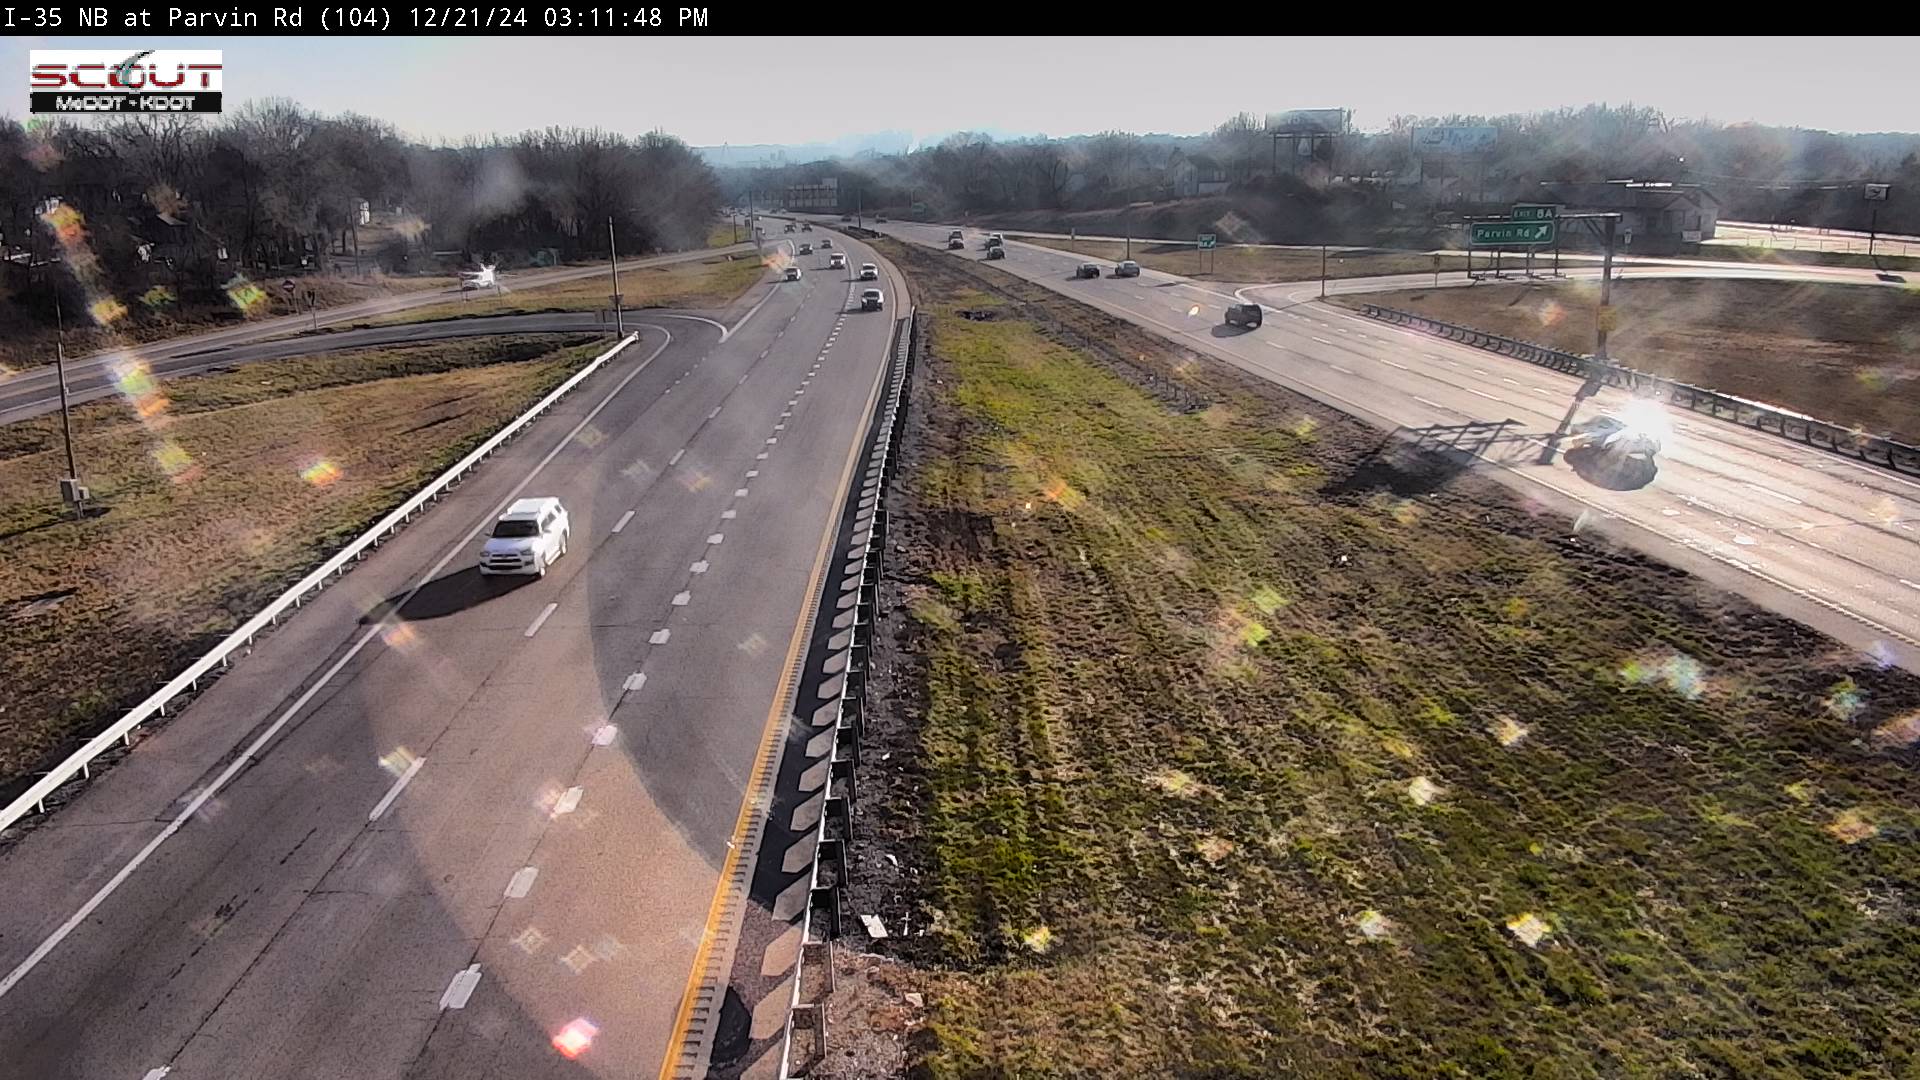 I-35 NB at Parvin Rd (104) 12/21/24 03:11:48 PM
SCOUT
MoDOT - KDOT
EXIT 8A
Parvin Rd